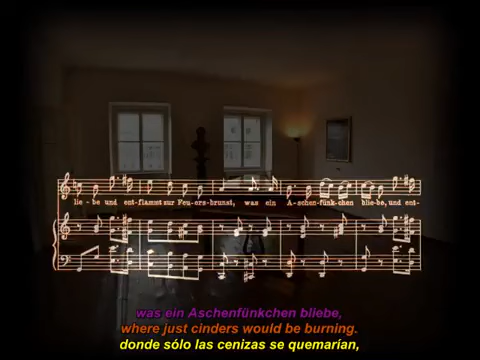 lie - be und ent-flammt zur Feu-ers-brunst, was ein A-schen-fünk-chen blie-be, und ent-
was ein Aschenfünkchen bliebe,
where just cinders would be burning.
donde sólo las cenizas se quemarían,